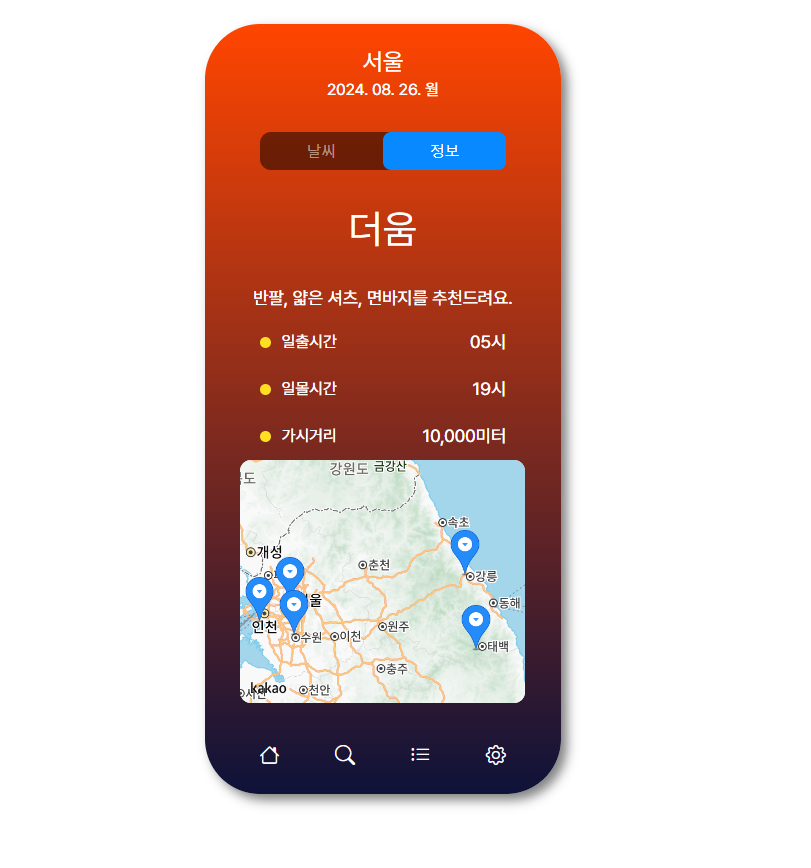 서울
2024. 08. 26. 월
날씨 정보
더움
반팔, 얇은 셔츠, 면바지를 추천드려요.
일출시간 05시
일몰시간 19시
가시거리 10,000미터
강원도 금강산
도
속초
개성
춘천
강릉
울
동해
인천
원주
수원 이천
태백
충주
kakao
천안